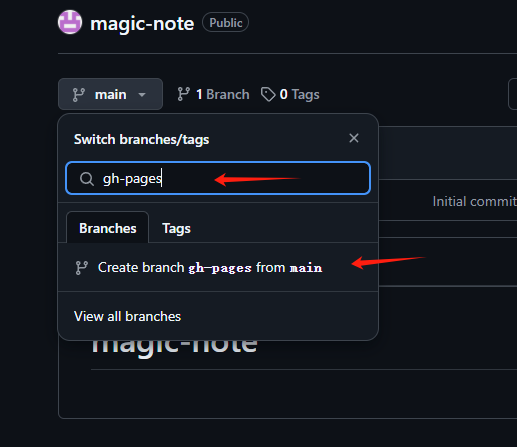 magic-note Public
main 1 Branch 0 Tags
Switch branches/tags
gh-pages
Initial commit
Branches Tags
Create branch gh-pages from main
View all branches
magic-note